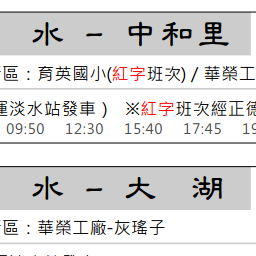 水 – 中和里
區：育英國小(紅字班次) / 華榮工
淡水站發車） ※紅字班次經正德
09:50 12:30 15:40 17:45 19
水 – 大 湖
區：華榮工廠-灰瑤子